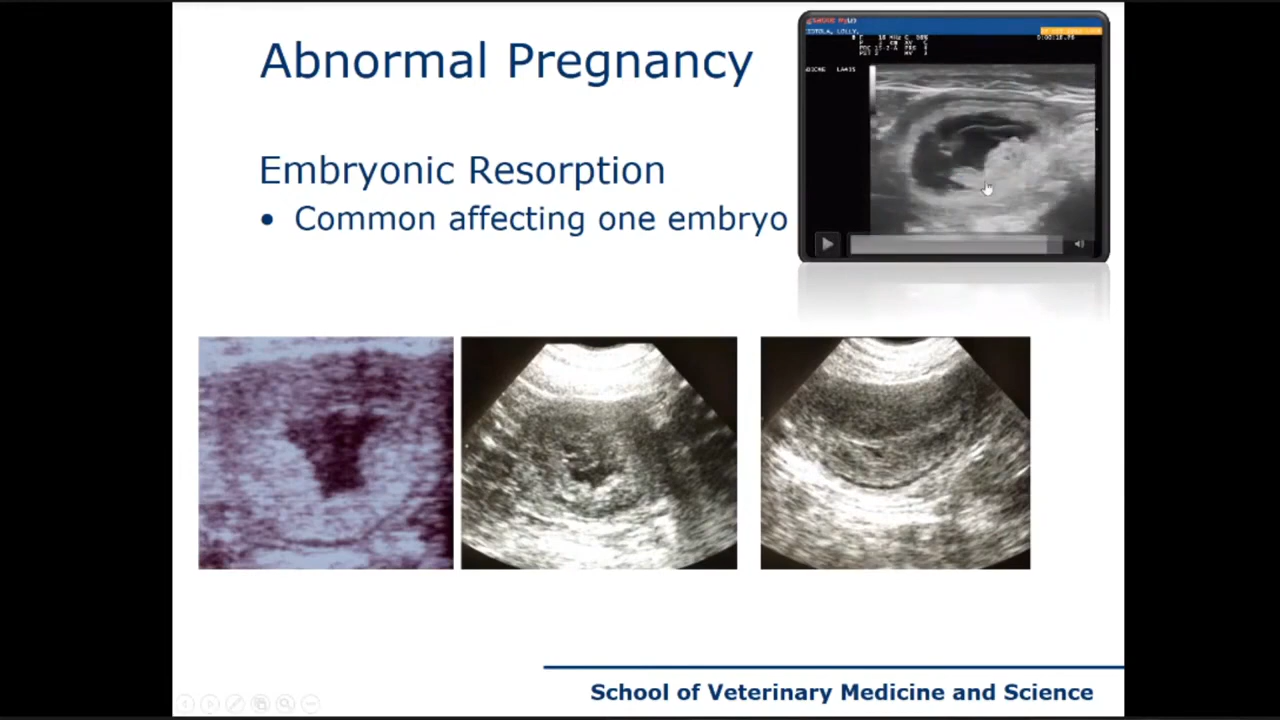 Abnormal Pregnancy
Embryonic Resorption
• Common affecting one embryo
School of Veterinary Medicine and Science